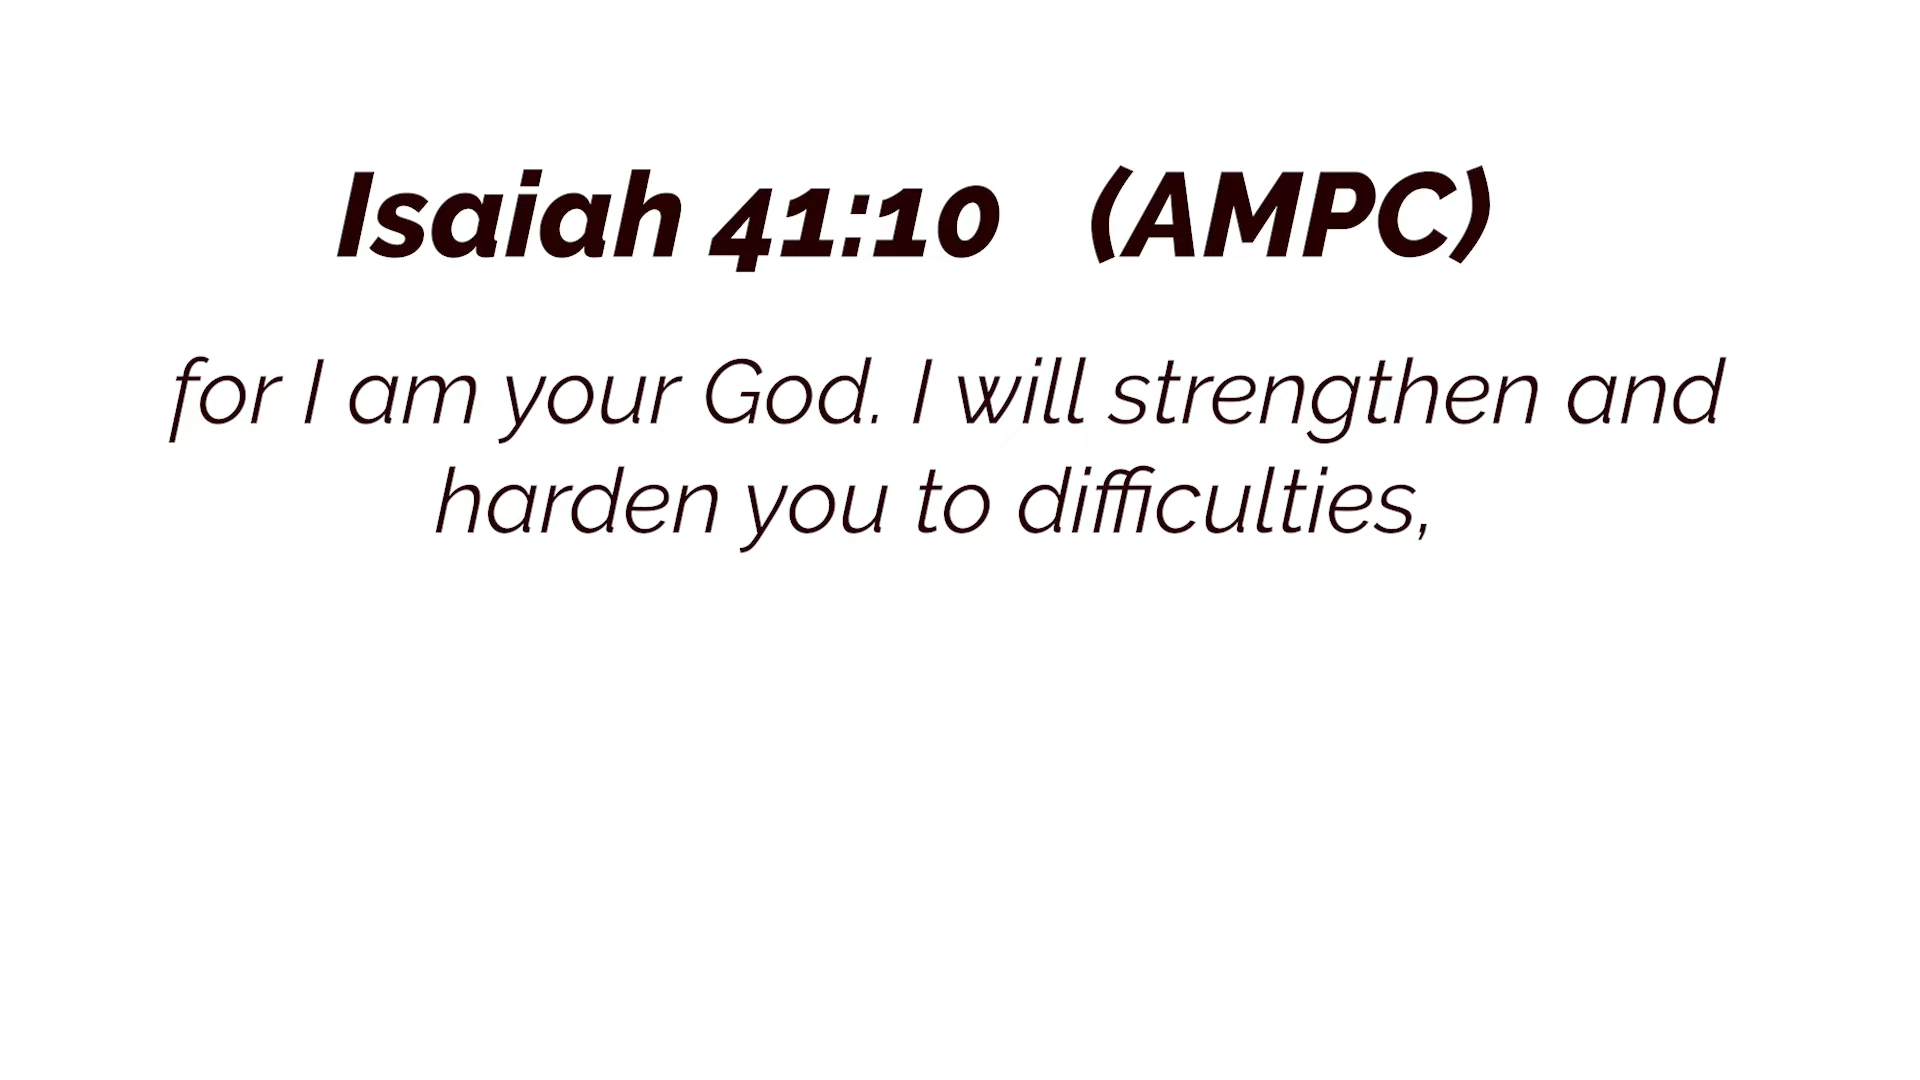 Isaiah 41:10 (AMPC)
for I am your God. I will strengthen and
harden you to difficulties,